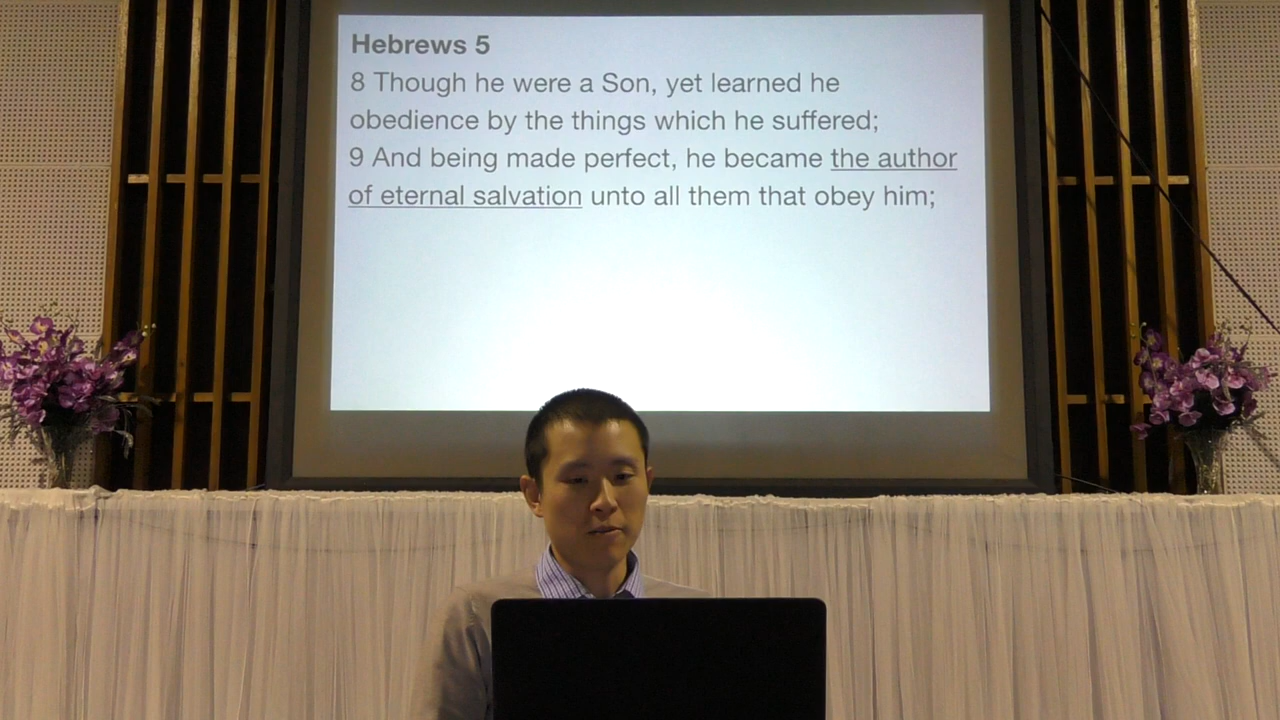 Hebrews 5
8 Though he were a Son, yet learned he
obedience by the things which he suffered;
9 And being made perfect, he became the author
of eternal salvation unto all them that obey him;